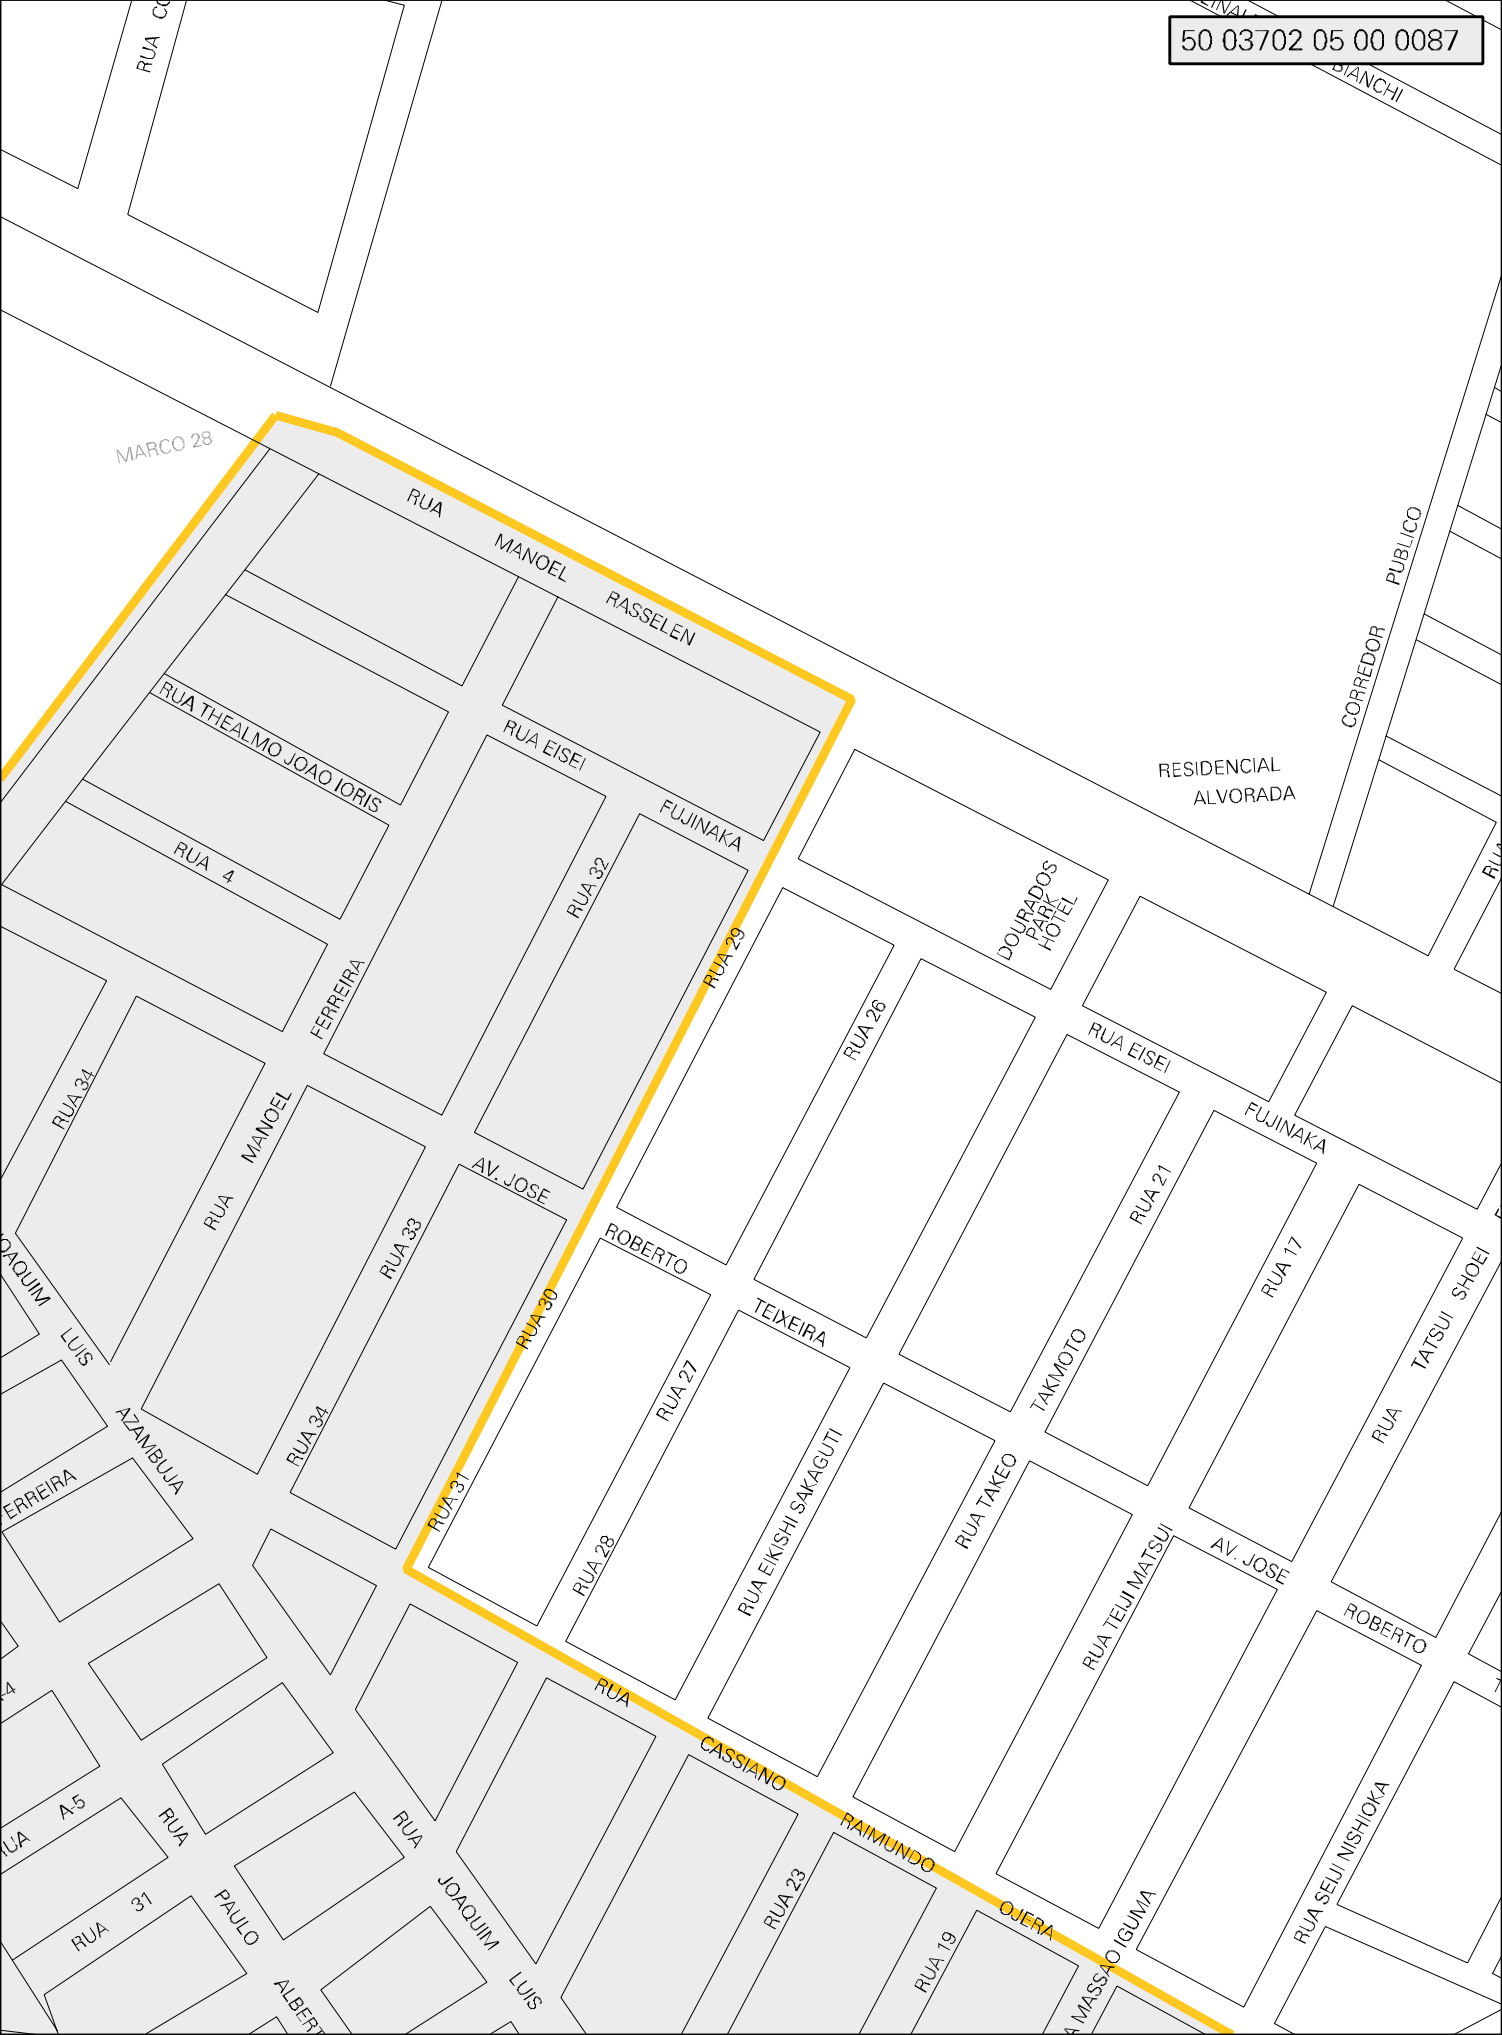 50 03702 05 00 0087
BIANCHI
RUA
MARCO 28
RUA MANOEL RASSELEN
CORREDOR PUBLICO
RUA EISEI FUJINAKA
RUA THEALMO JOAO IORIS
RESIDENCIAL
ALVORADA
RUA 4
RUA 32
DOURADOS
PARK
HOTEL
RUA 29
RUA 26
RUA MANOEL FERREIRA
RUA 34
RUA EISEI FUJINAKA
RUA 21
RUA 17
AV. JOSE ROBERTO TEIXEIRA
RUA 33
RUA 30
RUA TATSUI SHOEI
OAQUIM LUIS AZAMBUJA
RUA 27
RUA TAKEO TAKMOTO
RUA 34
RUA 31
RUA EIKISHI SAKAGUTI
ERREIRA
RUA 28
RUA TEIJI MATSUI
AV. JOSE ROBERTO
RUA CASSIANO RAIMUNDO OJERA
A-5
RUA PAULO ALBERT
RUA JOAQUIM LUIS
RUA 31
RUA 23
RUA 19
A MASSAO IGUMA
RUA SEIJI NISHIOKA